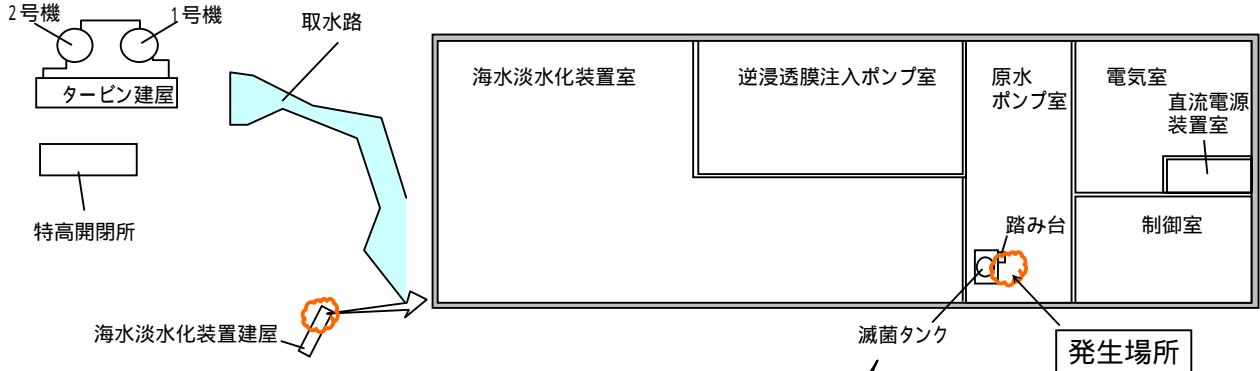 2号機
1号機
タービン建屋
特高開閉所
取水路
海水淡水化装置建屋
海水淡水化装置室
逆浸透膜注入ポンプ室
原水
ポンプ室
電気室
直流電源
装置室
踏み台
制御室
滅菌タンク
発生場所